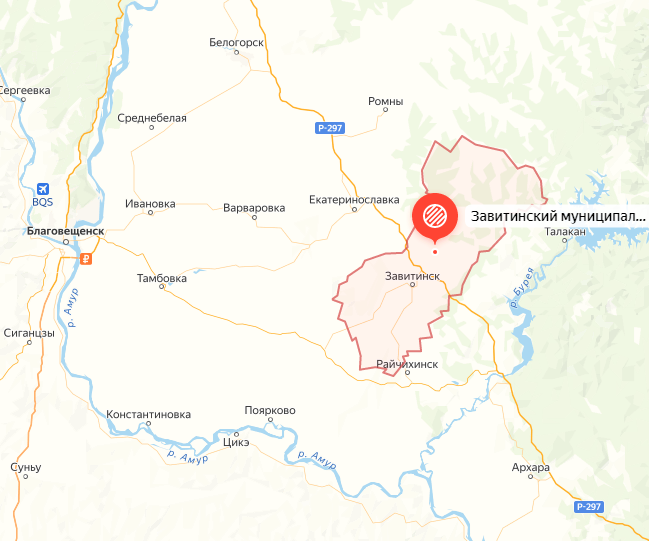 Белогорск
Сергеевка
Ромны
Среднебелая
Р-297
BQS
Ивановка
Варваровка
Екатеринославка
Завитинский муниципал...
Благовещенск
Талакан
₽
Тамбовка
Завитинск
р. Бурея
р. Амур
Сиганцзы
Райчихинск
Константиновка
Поярково
Цикэ
р. Амур
р. Амур
Суньу
Архара
Р-297